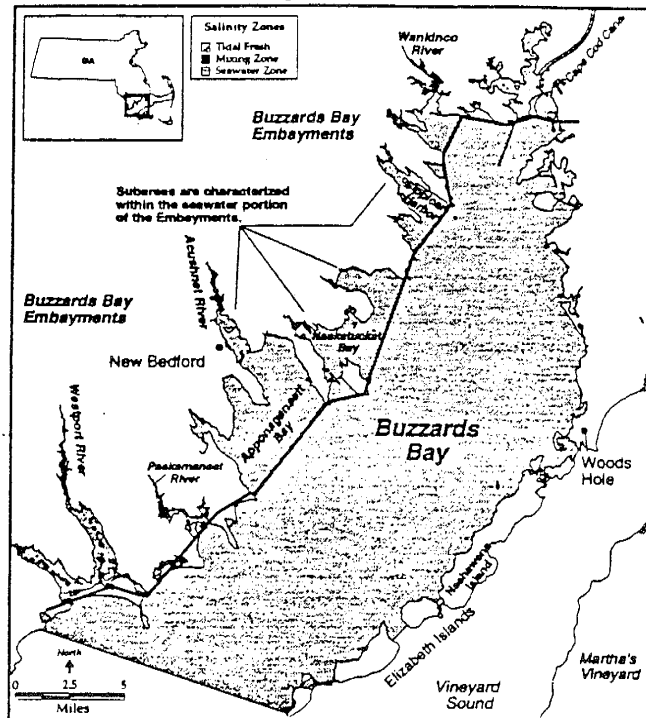 MA
Salinity Zones
Tidal Fresh
Mixing Zone
Seawater Zone
Wankinco
River
Cape Cod Canal
Buzzards Bay
Embayments
Subareas are characterized
within the seawater portion
of the Embayments.
Acushnet River
Buzzards Bay
Embayments
New Bedford
Nasketucket
Bay
Apponagansett
Bay
Buzzards
Bay
Westport River
Paskamanset
River
Woods
Hole
Nashawena
Island
Elizabeth Islands
North
0 2.5 5
Miles
Vineyard
Sound
Martha's
Vineyard